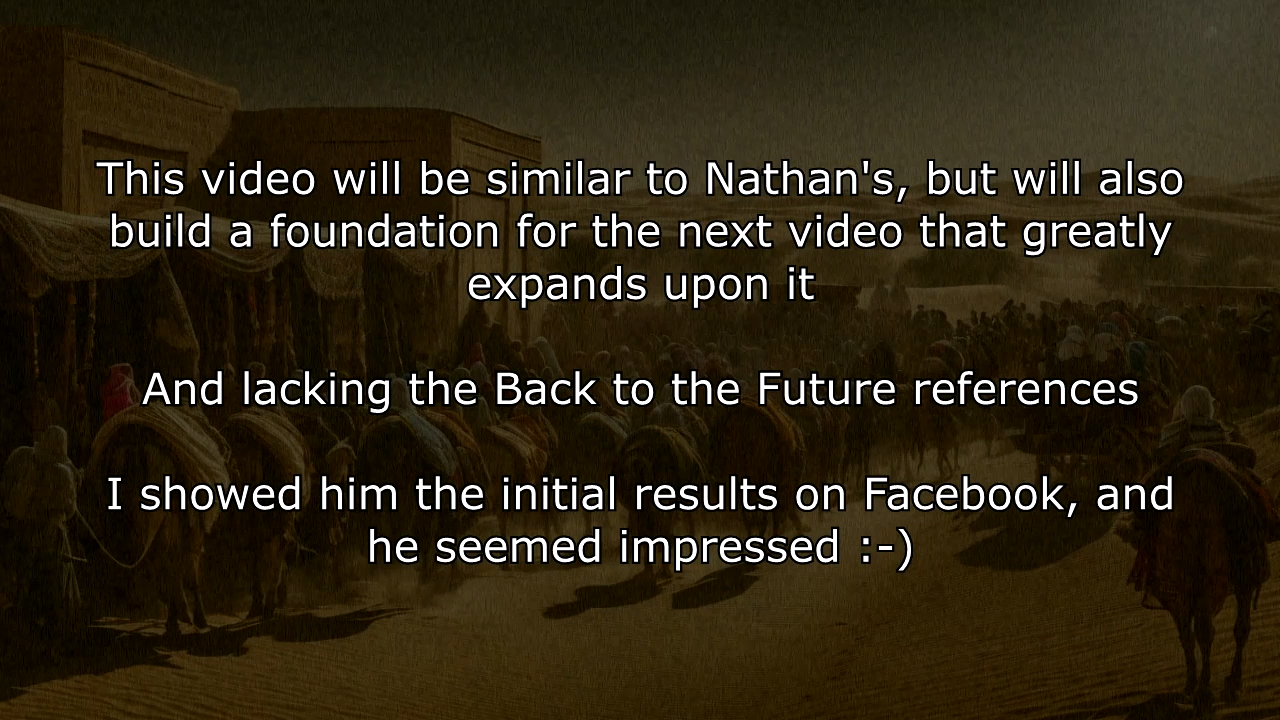 This video will be similar to Nathan's, but will also
build a foundation for the next video that greatly
expands upon it
And lacking the Back to the Future references
I showed him the initial results on Facebook, and
he seemed impressed :-)